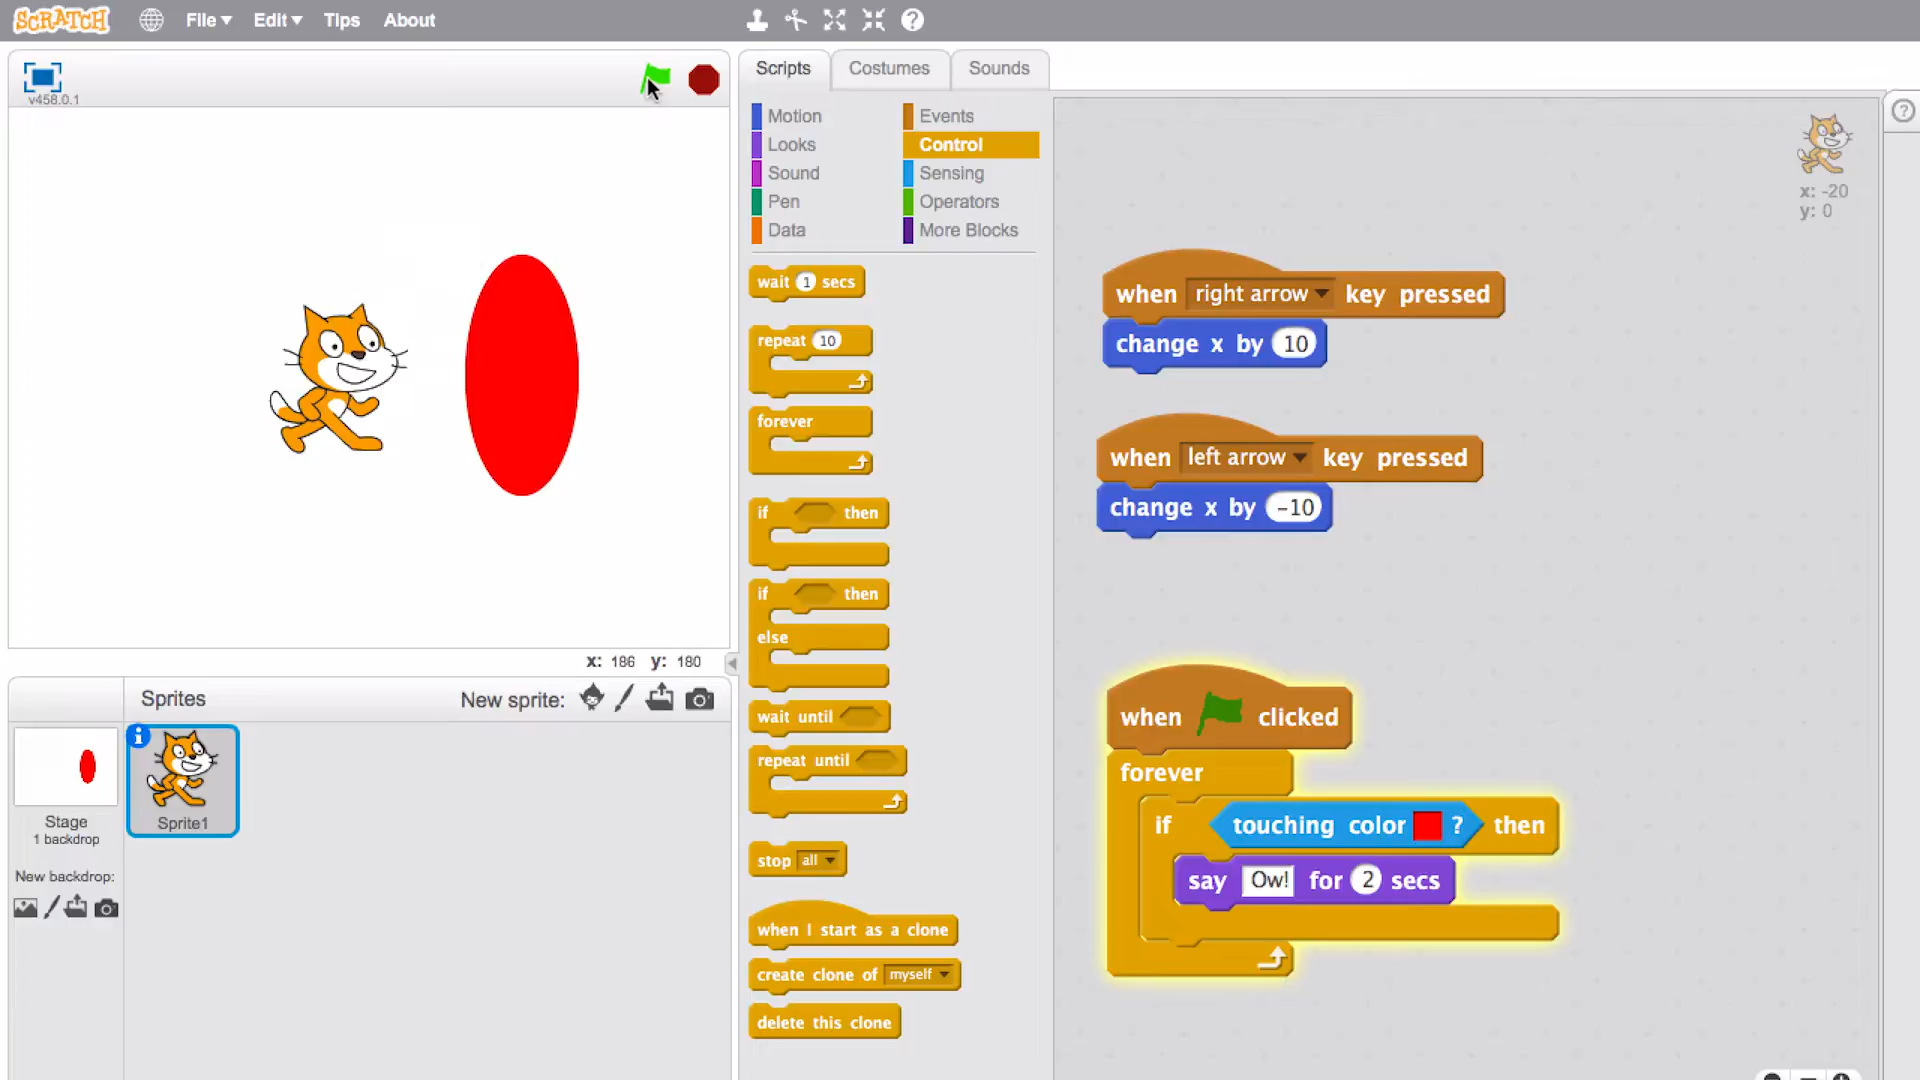 SCRATCH File Edit Tips About
v458.0.1
Scripts Costumes Sounds
Motion Events
Looks Control
Sound Sensing
Pen Operators
Data More Blocks
wait 1 secs
repeat 10
forever
if then
if then
else
wait until
repeat until
stop all
when I start as a clone
create clone of myself
delete this clone
x: -20
y: 0
when right arrow key pressed
change x by 10
when left arrow key pressed
change x by -10
when clicked
forever
if touching color ? then
say Ow! for 2 secs
x: 186 y: 180
Sprites New sprite:
Stage
1 backdrop
Sprite1
New backdrop: